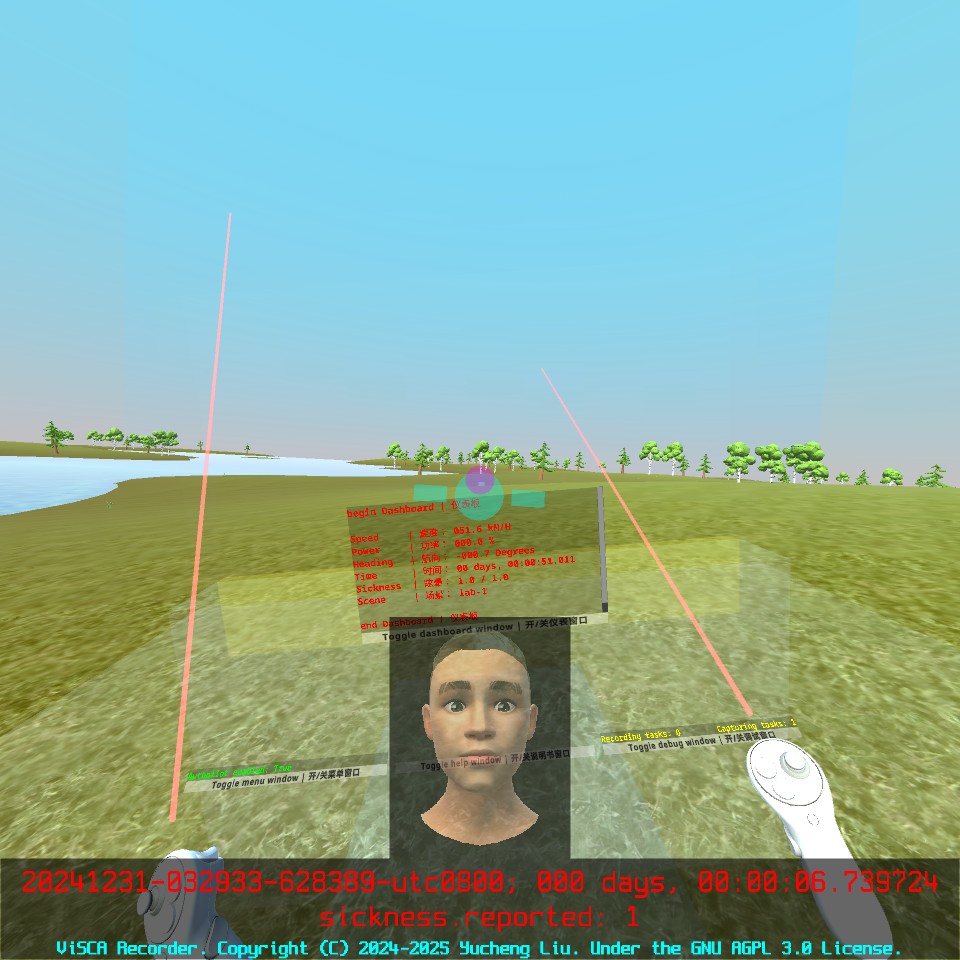 begin Dashboard | 仪表板
Speed | 速度： 051.6 kM/H
Power | 功率： 000.0 %
Heading | 航向： -000.7 Degrees
Time | 时间： 00 days, 00:00:51.011
Sickness | 眩晕： 1.0 / 1.0
Scene | 场景： lab-1
end Dashboard | 仪表板
Toggle dashboard window | 开/关仪表窗口
Recording tasks: 0 Capturing tasks: 1
Toggle debug window | 开/关调试窗口
Toggle help window | 开/关说明书窗口
True
Toggle menu window | 开/关菜单窗口
20241231-032933-628389-utc0800; 000 days, 00:00:06.739724
sickness.reported: 1
ViSCA Recorder. Copyright (C) 2024-2025 Yucheng Liu. Under the GNU AGPL 3.0 License.